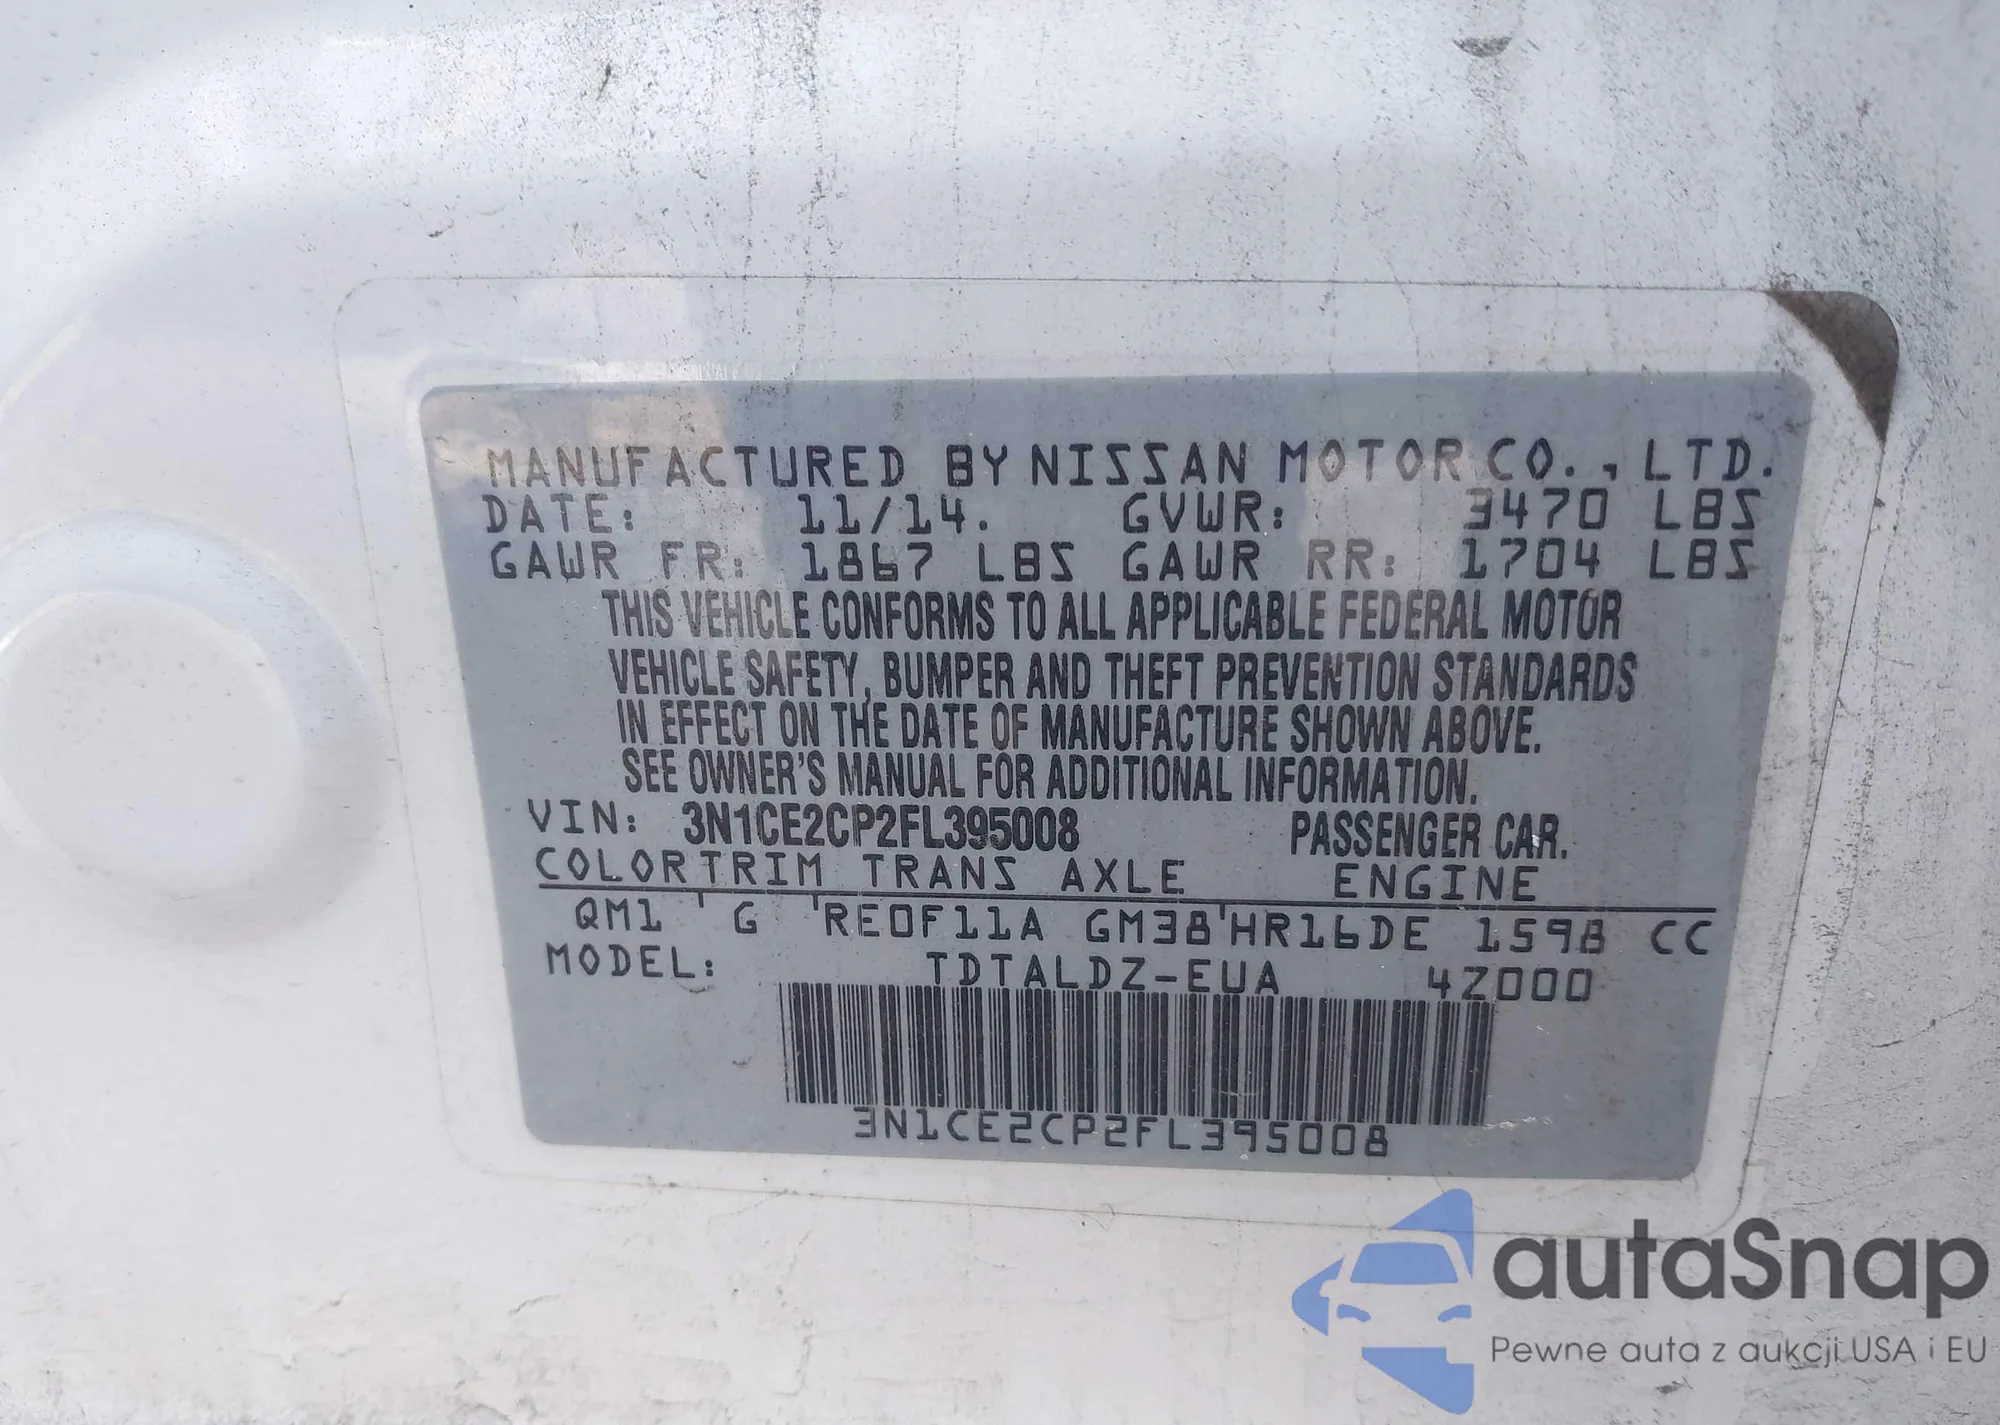 MANUFACTURED BY NISSAN MOTOR CO., LTD.
DATE: 11/14. GVWR: 3470 LBS
GAWR FR: 1867 LBS GAWR RR: 1704 LBS
THIS VEHICLE CONFORMS TO ALL APPLICABLE FEDERAL MOTOR
VEHICLE SAFETY, BUMPER AND THEFT PREVENTION STANDARDS
IN EFFECT ON THE DATE OF MANUFACTURE SHOWN ABOVE.
SEE OWNER'S MANUAL FOR ADDITIONAL INFORMATION.
VIN: 3N1CE2CP2FL395008 PASSENGER CAR.
COLORTRIM TRANS AXLE ENGINE
QM1 ' G 'RE0F11A GM38'HR16DE 1598 CC
MODEL: TDTALDZ-EUA 4Z000
3N1CE2CP2FL395008
autaSnap
Pewne auta z aukcji USA i EU